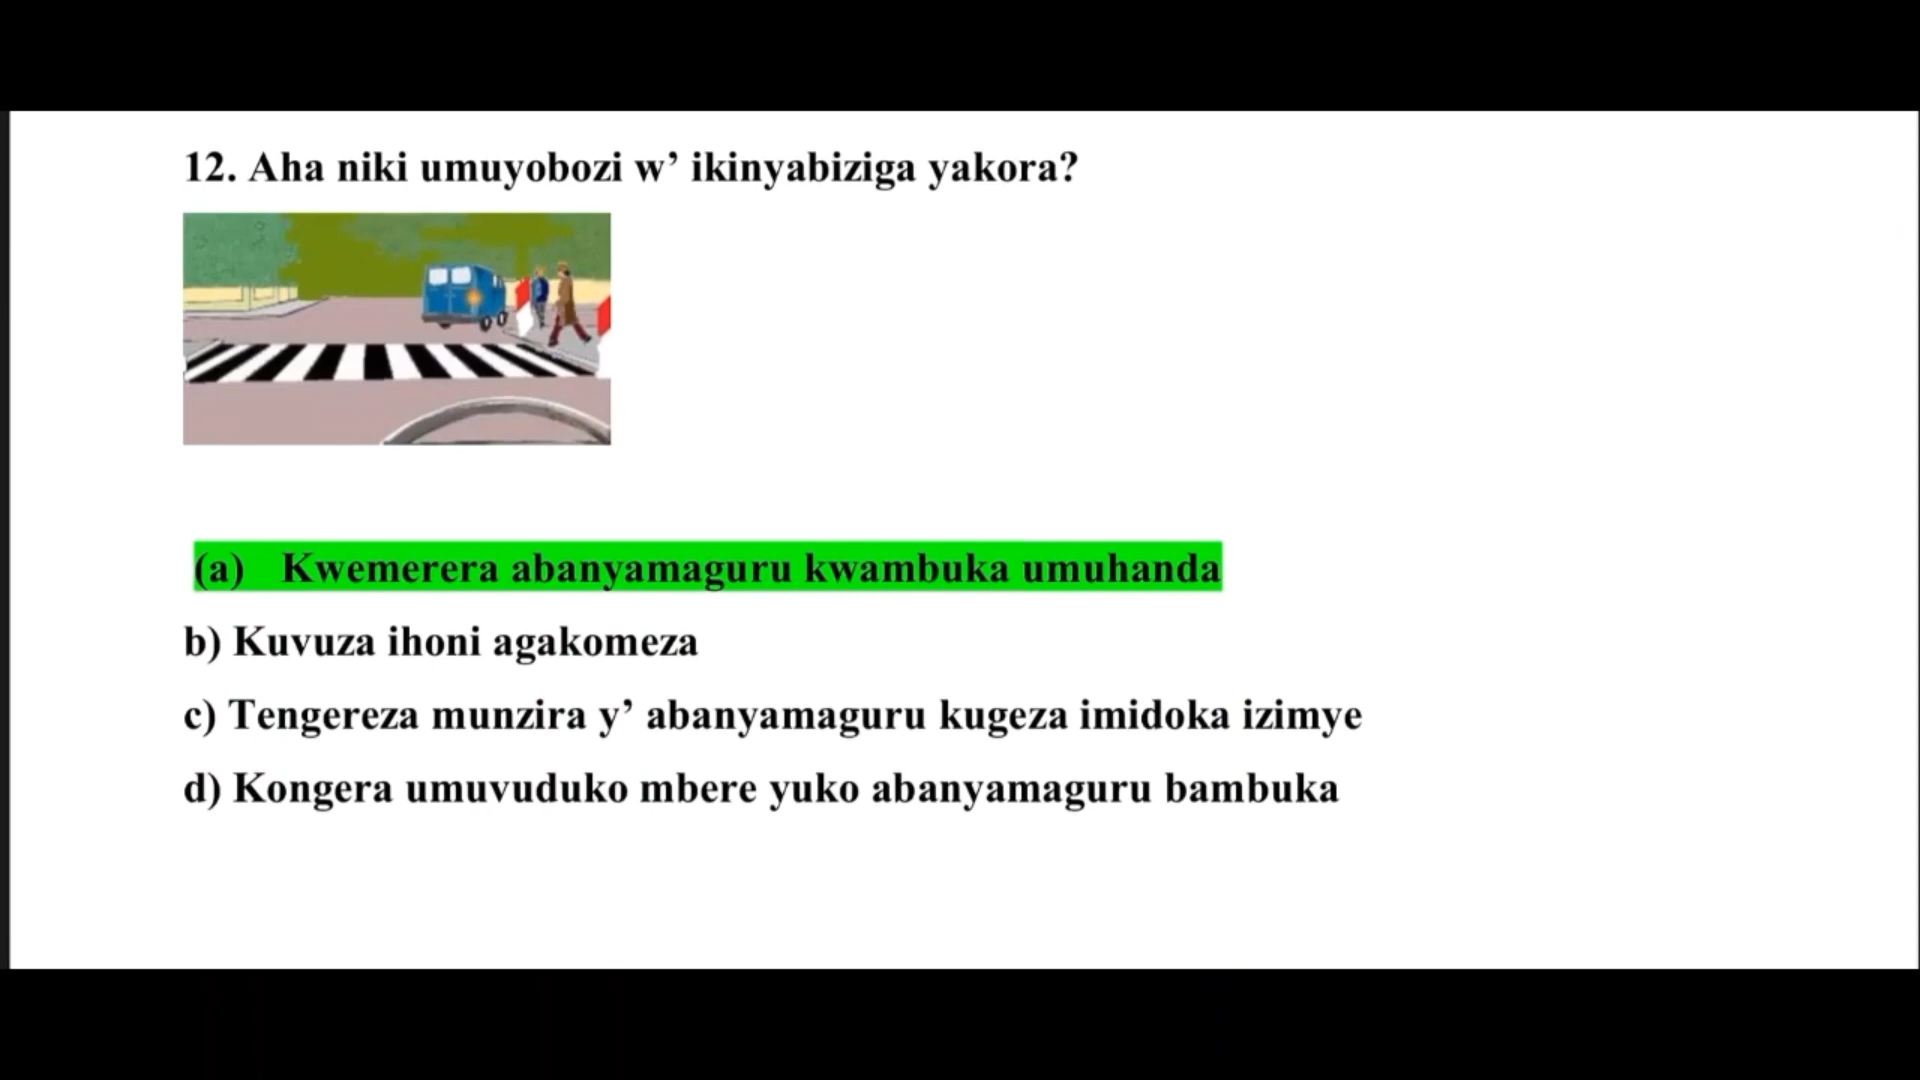 12. Aha niki umuyobozi w’ ikinyabiziga yakora?
(a) Kwemerera abanyamaguru kwambuka umuhanda
b) Kuvuza ihoni agakomeza
c) Tengereza munzira y’ abanyamaguru kugeza imidoka izimye
d) Kongera umuvuduko mbere yuko abanyamaguru bambuka